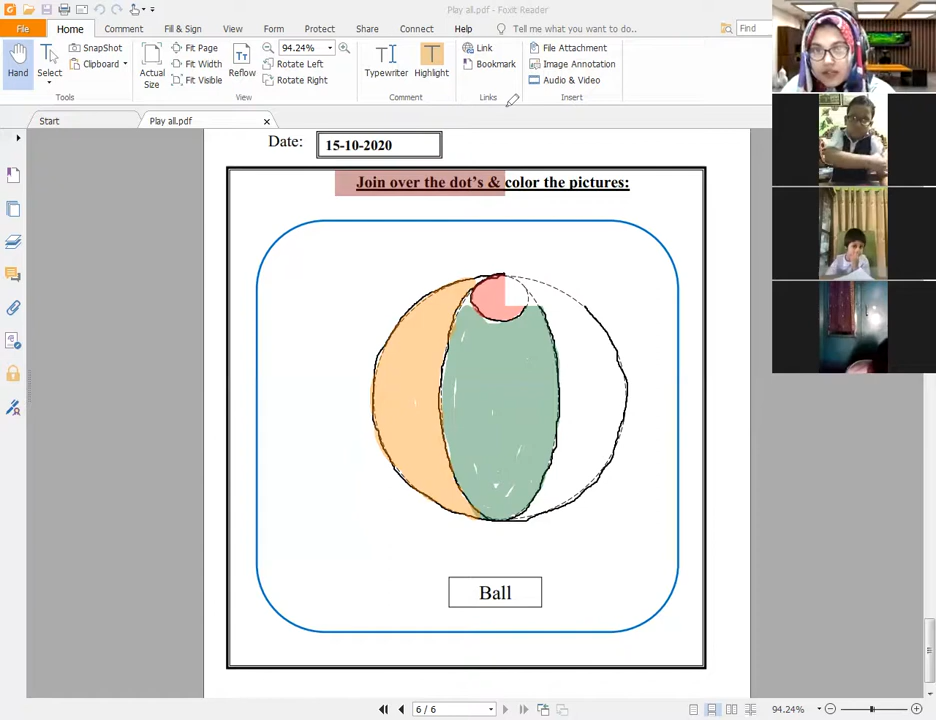 Play all.pdf - Foxit Reader
File
Home
Comment
Fill & Sign
View
Form
Protect
Share
Connect
Help
Tell me what you want to do..
Find
Hand
Select
SnapShot
Clipboard
Tools
Actual Size
Fit Page
Fit Width
Fit Visible
Reflow
94.24%
Rotate Left
Rotate Right
View
Typewriter
Highlight
Comment
Link
Bookmark
Links
File Attachment
Image Annotation
Audio & Video
Insert
Start
Play all.pdf
Date: 15-10-2020
Join over the dot's & color the pictures:
Ball
6 / 6
94.24%